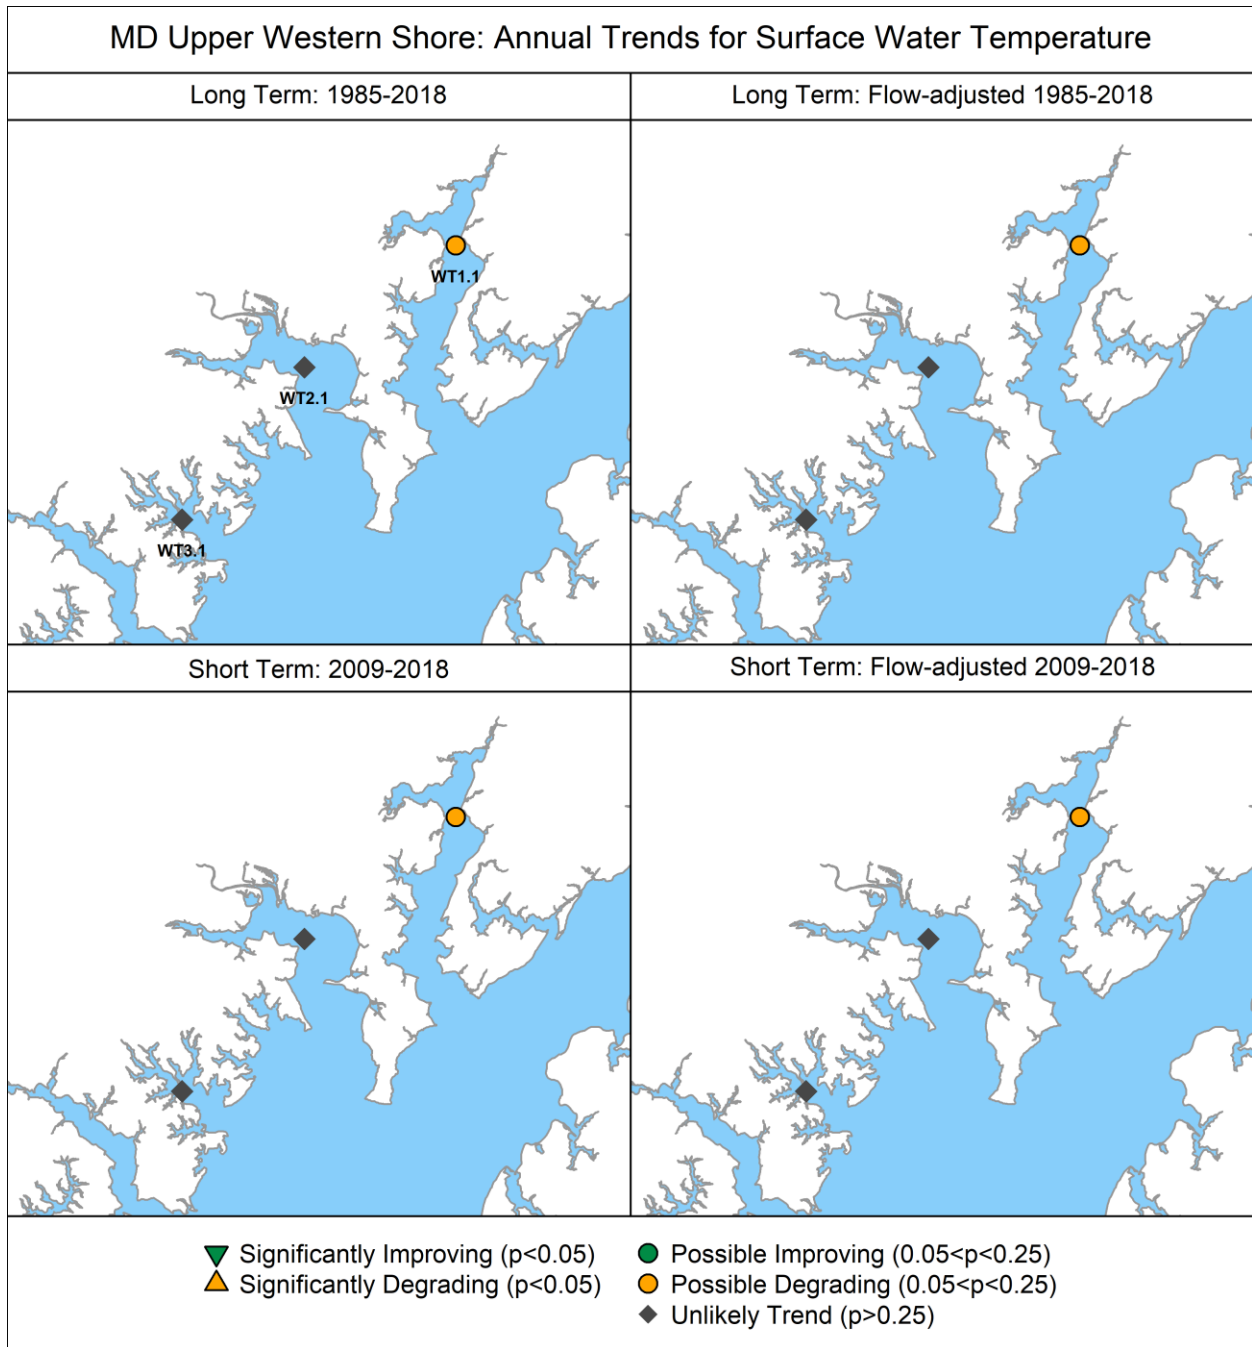 MD Upper Western Shore: Annual Trends for Surface Water Temperature
Long Term: 1985-2018
Long Term: Flow-adjusted 1985-2018
WT1.1
WT2.1
WT3.1
Short Term: 2009-2018
Short Term: Flow-adjusted 2009-2018
Significantly Improving (p<0.05)
Possible Improving (0.05<p<0.25)
Significantly Degrading (p<0.05)
Possible Degrading (0.05<p<0.25)
Unlikely Trend (p>0.25)